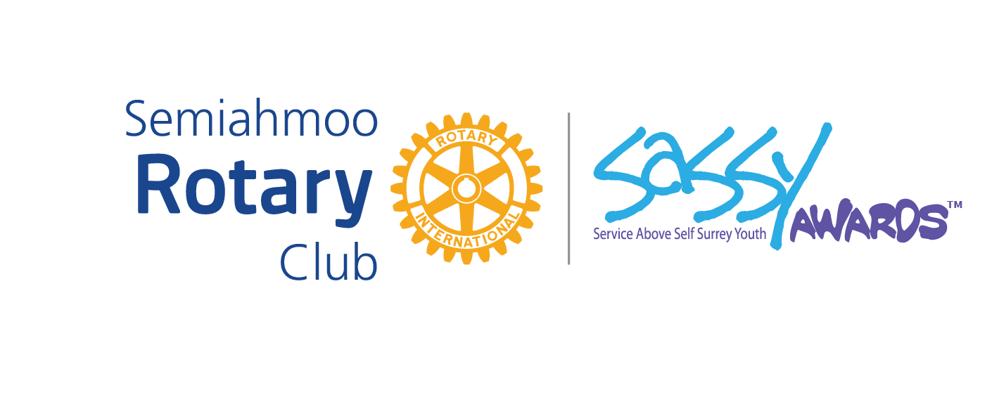 Semiahmoo
Rotary
Club
ROTARY
INTERNATIONAL
sassy
AWARDS™
Service Above Self Surrey Youth